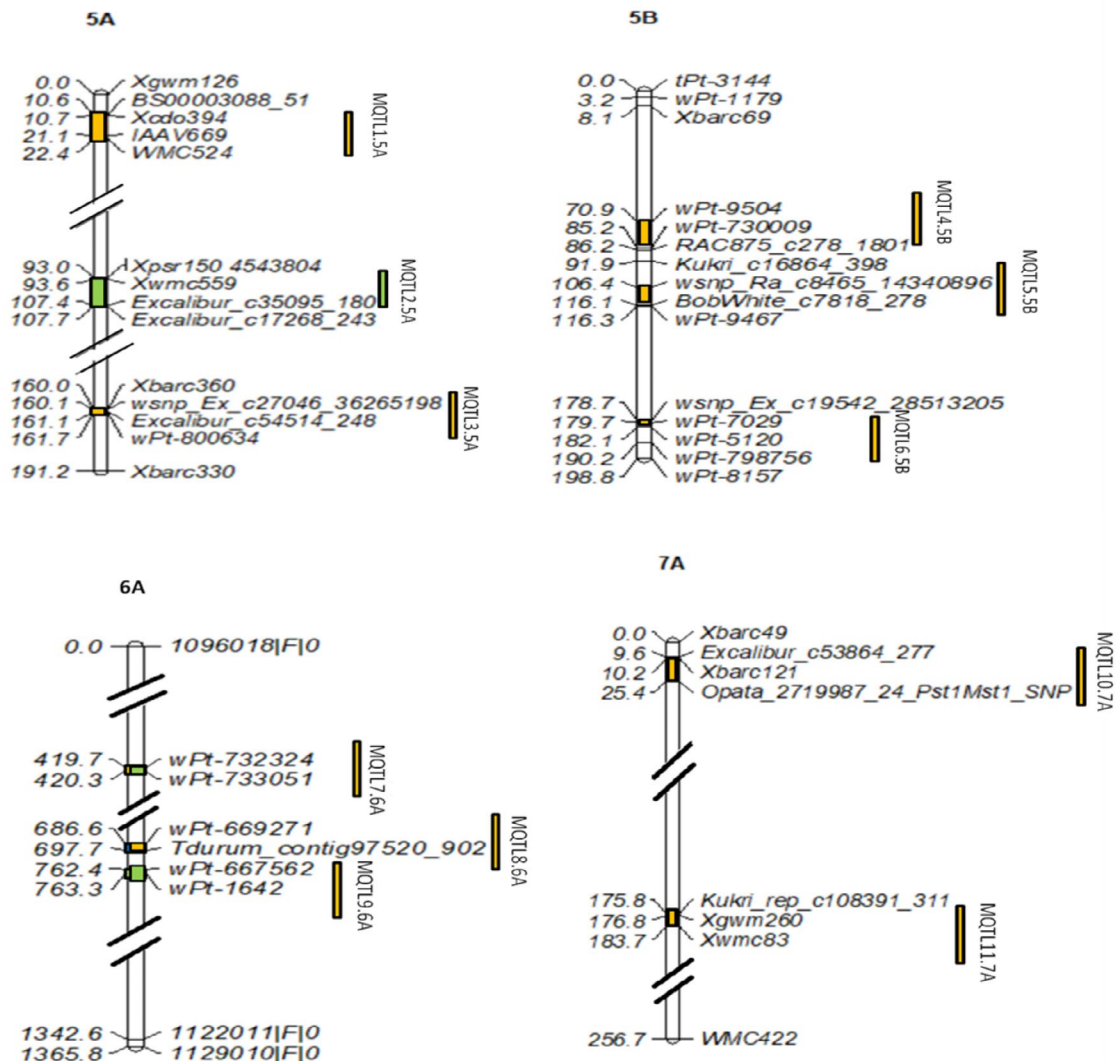 5A
0.0 Xgwm126
10.6 BS00003088_51
10.7 Xcdo394
21.1 IAAV669
22.4 WMC524
MQTL1.5A
93.0 Xpsr150 4543804
93.6 Xwmc559
107.4 Excalibur_c35095_180
107.7 Excalibur_c17268_243
MQTL2.5A
160.0 Xbarc360
160.1 wsnp_Ex_c27046_36265198
161.1 Excalibur_c54514_248
161.7 wPt-800634
MQTL3.5A
191.2 Xbarc330
5B
0.0 tPt-3144
3.2 wPt-1179
8.1 Xbarc69
70.9 wPt-9504
85.2 wPt-730009
86.2 RAC875_c278_1801
MQTL4.5B
91.9 Kukri_c16864_398
106.4 wsnp_Ra_c8465_14340896
116.1 BobWhite_c7818_278
116.3 wPt-9467
MQTL5.5B
178.7 wsnp_Ex_c19542_28513205
179.7 wPt-7029
182.1 wPt-5120
190.2 wPt-798756
198.8 wPt-8157
MQTL6.5B
6A
0.0 1096018|F|0
419.7 wPt-732324
420.3 wPt-733051
MQTL7.6A
686.6 wPt-669271
697.7 Tdurum_contig97520_902
MQTL8.6A
762.4 wPt-667562
763.3 wPt-1642
MQTL9.6A
1342.6 1122011|F|0
1365.8 1129010|F|0
7A
0.0 Xbarc49
9.6 Excalibur_c53864_277
10.2 Xbarc121
25.4 Opata_2719987_24_Pst1Mst1_SNP
MQTL10.7A
175.8 Kukri_rep_c108391_311
176.8 Xgwm260
183.7 Xwmc83
MQTL11.7A
256.7 WMC422